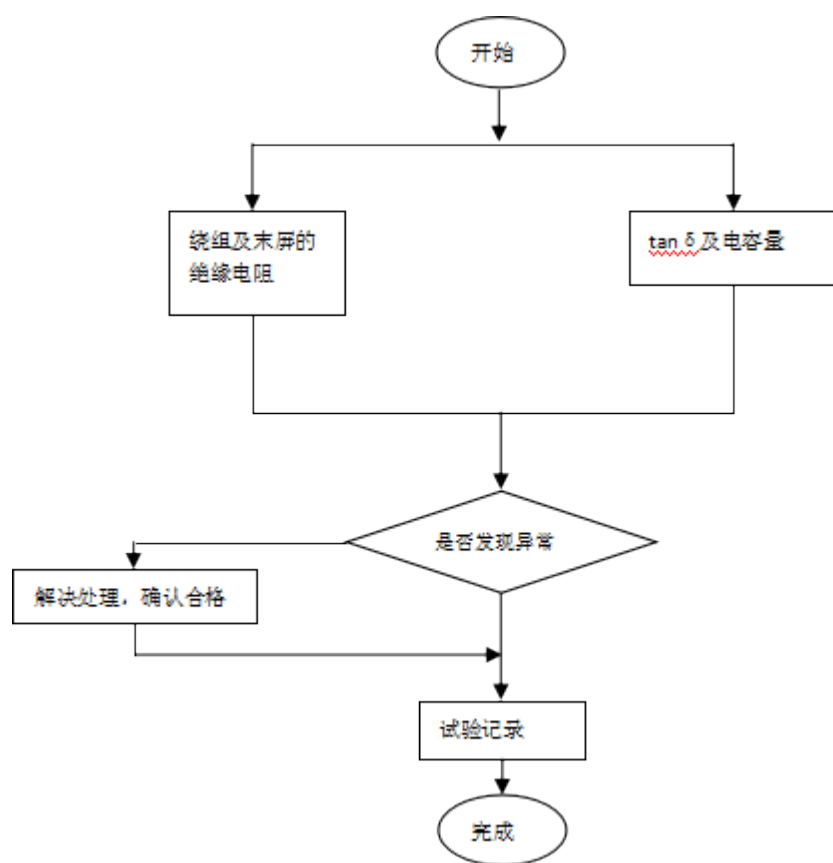 开始
绕组及末屏的
绝缘电阻
tan δ及电容量
是否发现异常
解决处理，确认合格
试验记录
完成